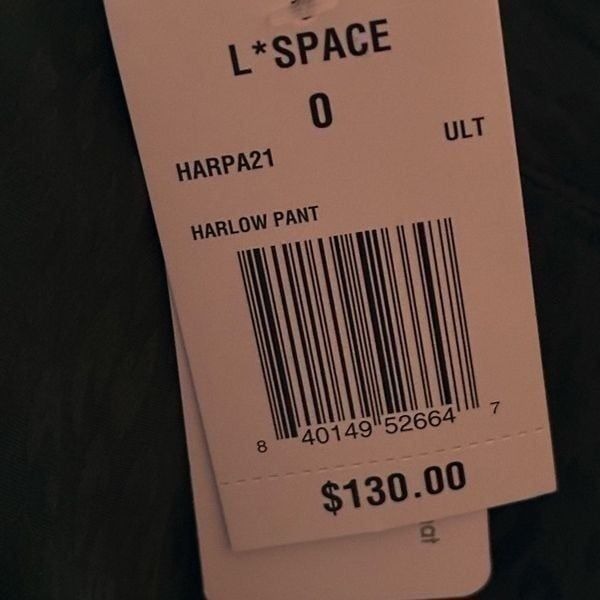 L*SPACE
0
ULT
HARPA21
HARLOW PANT
8 40149 52664 7
$130.00